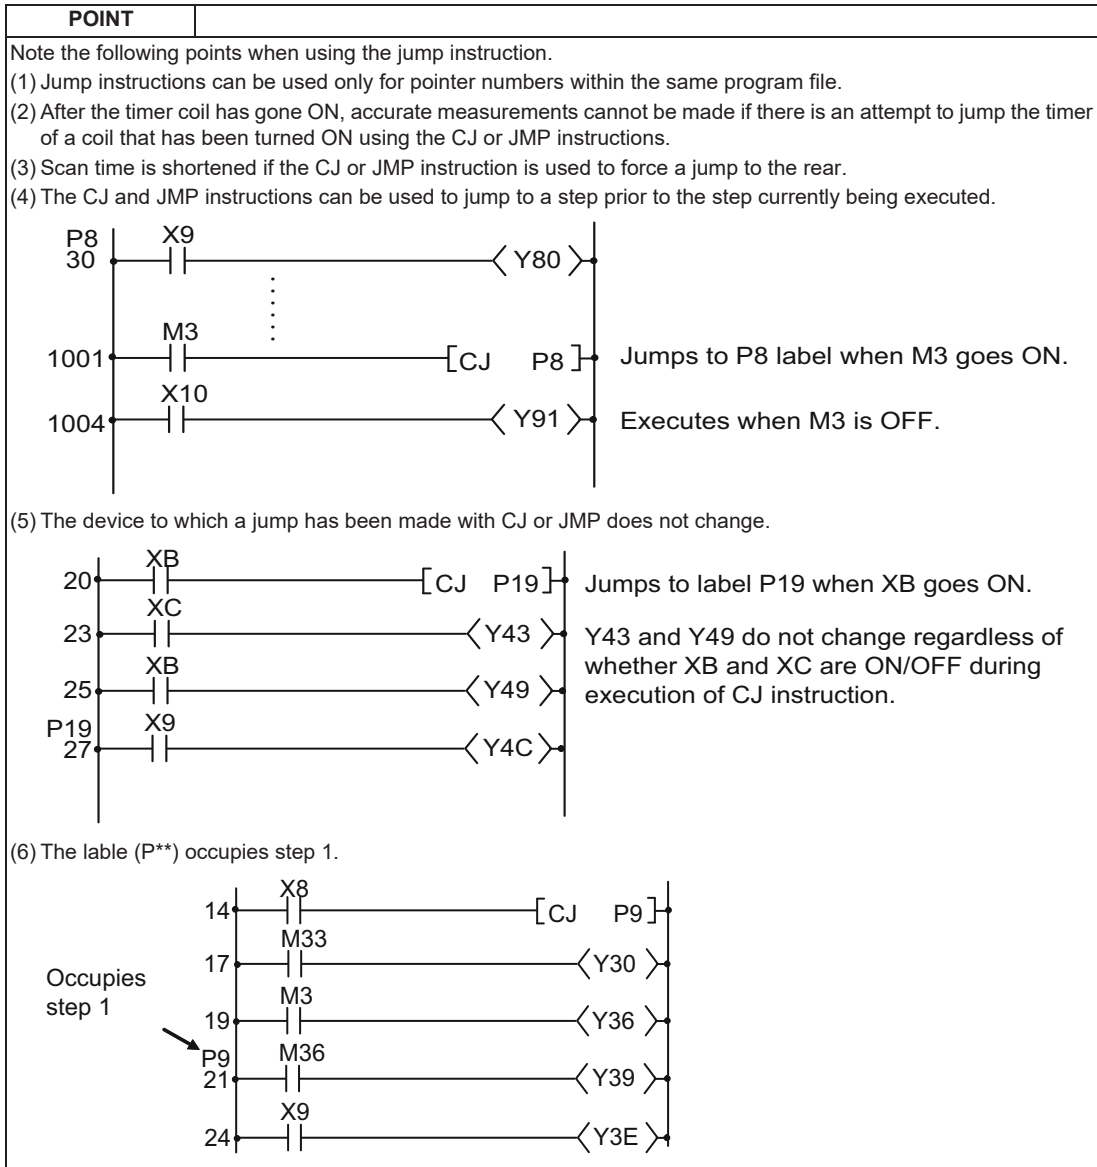 POINT
Note the following points when using the jump instruction.
(1) Jump instructions can be used only for pointer numbers within the same program file.
(2) After the timer coil has gone ON, accurate measurements cannot be made if there is an attempt to jump the timer
of a coil that has been turned ON using the CJ or JMP instructions.
(3) Scan time is shortened if the CJ or JMP instruction is used to force a jump to the rear.
(4) The CJ and JMP instructions can be used to jump to a step prior to the step currently being executed.
P8 X9
30 Y80
M3
1001 CJ P8 Jumps to P8 label when M3 goes ON.
X10
1004 Y91 Executes when M3 is OFF.
(5) The device to which a jump has been made with CJ or JMP does not change.
XB
20 CJ P19 Jumps to label P19 when XB goes ON.
XC
23 Y43 Y43 and Y49 do not change regardless of
XB whether XB and XC are ON/OFF during
25 Y49 execution of CJ instruction.
P19 X9
27 Y4C
(6) The lable (P**) occupies step 1.
X8
14 CJ P9
M33
17 Y30
Occupies
step 1
M3
19 Y36
P9 M36
21 Y39
X9
24 Y3E